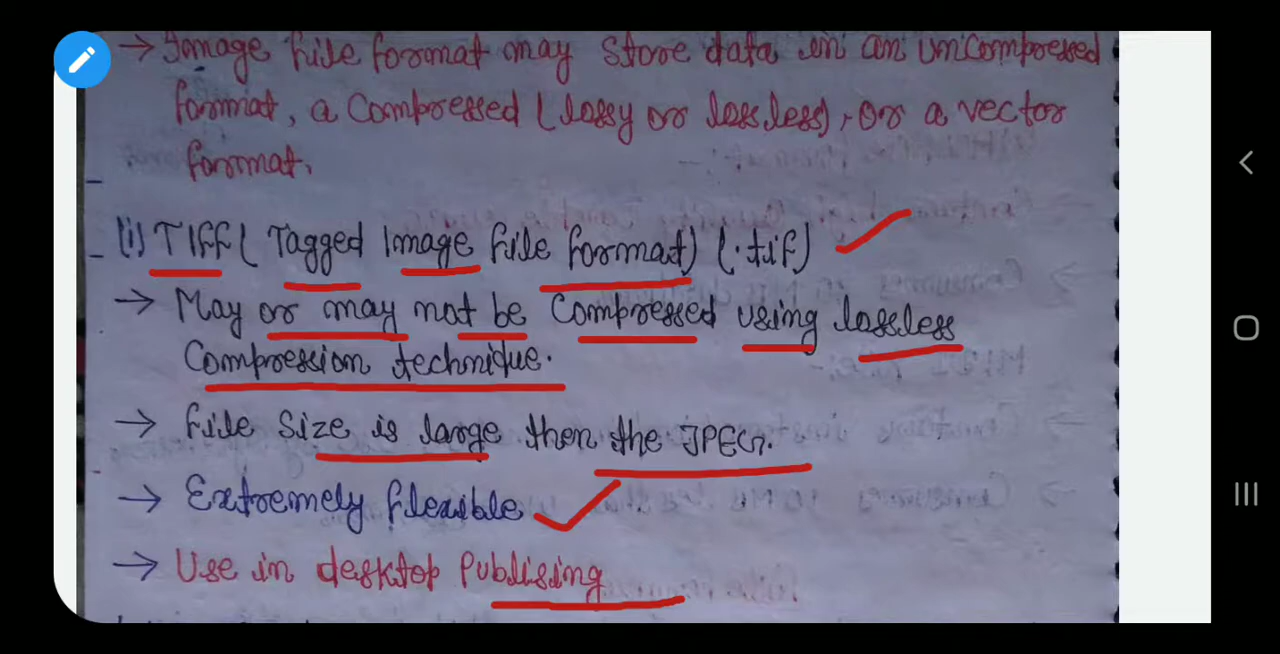 → Image file format may store data in an uncompressed
format, a compressed (lossy or lossless), or a vector
format.
(i) TIFF ( Tagged Image file format) (.tif)
→ May or may not be compressed using lossless
compression technique.
→ file size is large then the JPEG.
→ Extremely flexible
→ Use in desktop publising